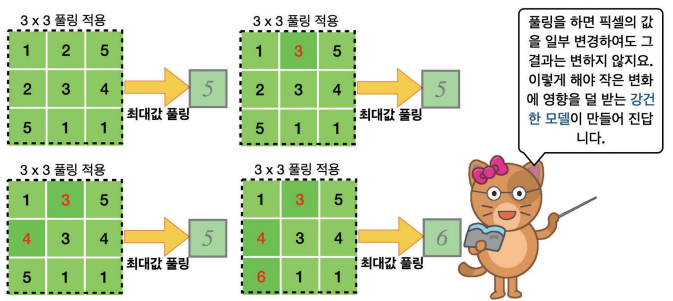 3 x 3 풀링 적용
1 2 5
2 3 4
5 1 1
최대값 풀링
5
3 x 3 풀링 적용
1 3 5
2 3 4
5 1 1
최대값 풀링
5
풀링을 하면 픽셀의 값
을 일부 변경하여도 그
결과는 변하지 않지요.
이렇게 해야 작은 변화
에 영향을 덜 받는 강건
한 모델이 만들어 진답
니다.
3 x 3 풀링 적용
1 3 5
4 3 4
5 1 1
최대값 풀링
5
3 x 3 풀링 적용
1 3 5
4 3 4
6 1 1
최대값 풀링
6